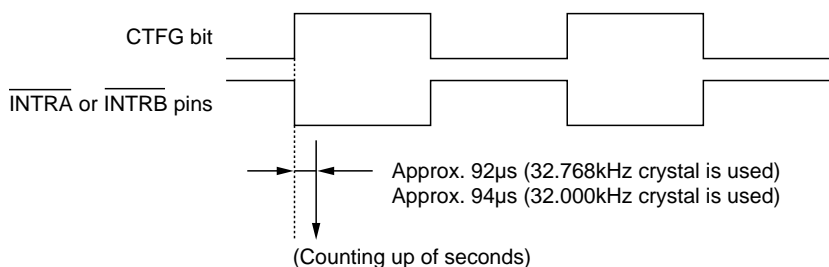 CTFG bit
INTRA or INTRB pins
Approx. 92µs (32.768kHz crystal is used)
Approx. 94µs (32.000kHz crystal is used)
(Counting up of seconds)